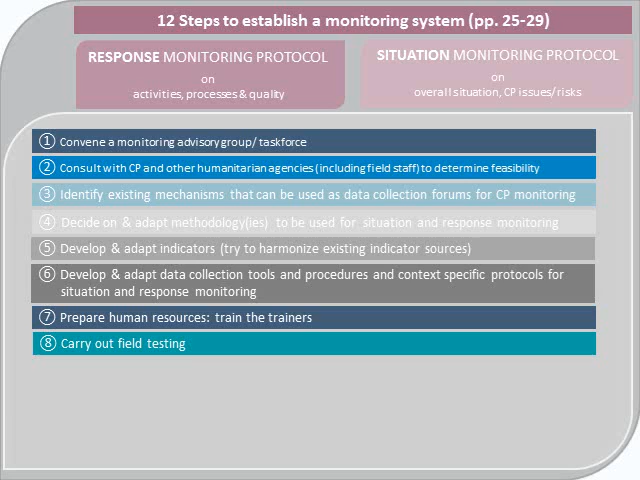 12 Steps to establish a monitoring system (pp. 25-29)
RESPONSE MONITORING PROTOCOL
on
activities, processes & quality
SITUATION MONITORING PROTOCOL
on
overall situation, CP issues/risks
① Convene a monitoring advisory group/ taskforce
② Consult with CP and other humanitarian agencies (including field staff) to determine feasibility
③ Identify existing mechanisms that can be used as data collection forums for CP monitoring
④ Decide on & adapt methodology(ies) to be used for situation and response monitoring
⑤ Develop & adapt indicators (try to harmonize existing indicator sources)
⑥ Develop & adapt data collection tools and procedures and context specific protocols for
situation and response monitoring
⑦ Prepare human resources: train the trainers
⑧ Carry out field testing